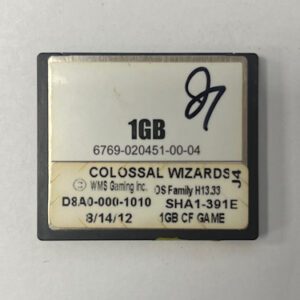 1GB
6769-020451-00-04
COLOSSAL WIZARDS J4
© WMS Gaming Inc. OS Family H13.33
D8A0-000-1010 SHA1-391E
8/14/12 1GB CF GAME